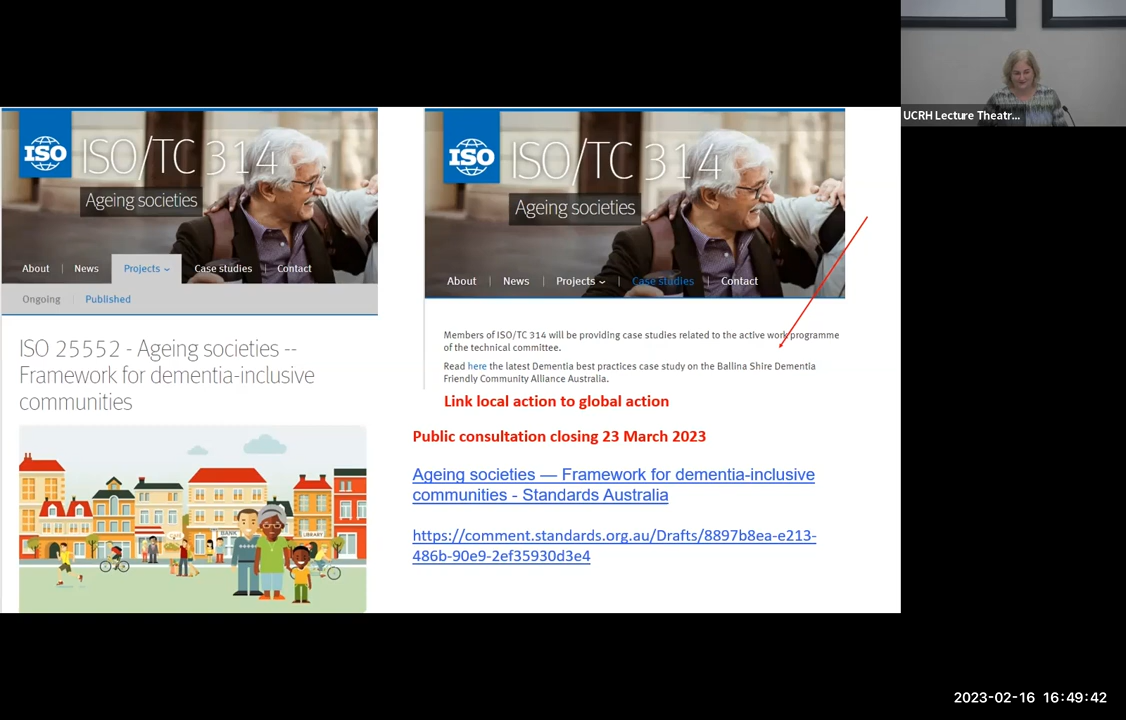 UCRH Lecture Theatr...
ISO
ISO/TC 314
Ageing societies
About
News
Projects
Case studies
Contact
Ongoing
Published
ISO 25552 - Ageing societies --
Framework for dementia-inclusive
communities
BANK
LIBRARY
ISO
ISO/TC 314
Ageing societies
About
News
Projects
Case studies
Contact
Members of ISO/TC 314 will be providing case studies related to the active work programme
of the technical committee.
Read here the latest Dementia best practices case study on the Ballina Shire Dementia
Friendly Community Alliance Australia.
Link local action to global action
Public consultation closing 23 March 2023
Ageing societies — Framework for dementia-inclusive
communities - Standards Australia
https://comment.standards.org.au/Drafts/8897b8ea-e213-
486b-90e9-2ef35930d3e4
2023-02-16 16:49:42